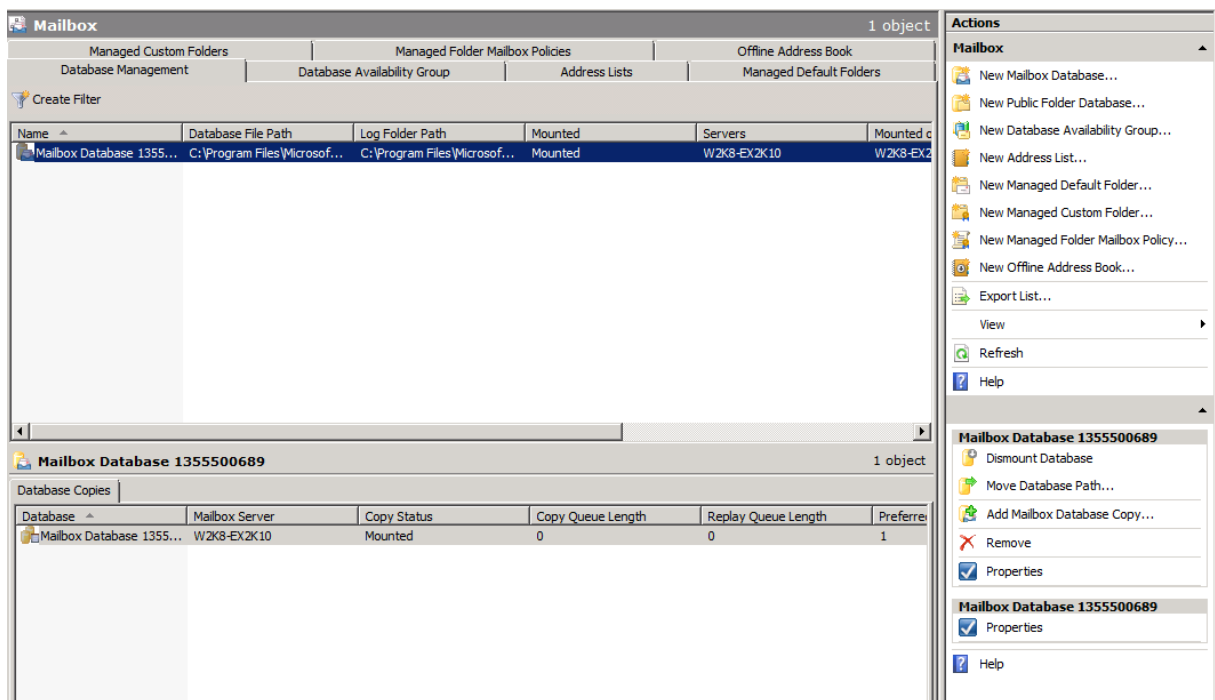 Mailbox 1 object
Managed Custom Folders Managed Folder Mailbox Policies Offline Address Book
Database Management Database Availability Group Address Lists Managed Default Folders
Create Filter
Name Database File Path Log Folder Path Mounted Servers Mounted o
Mailbox Database 1355... C:\Program Files\Microsof... C:\Program Files\Microsof... Mounted W2K8-EX2K10 W2K8-EX2
Mailbox Database 1355500689 1 object
Database Copies
Database Mailbox Server Copy Status Copy Queue Length Replay Queue Length Preferre
Mailbox Database 1355... W2K8-EX2K10 Mounted 0 0 1
Actions
Mailbox
New Mailbox Database...
New Public Folder Database...
New Database Availability Group...
New Address List...
New Managed Default Folder...
New Managed Custom Folder...
New Managed Folder Mailbox Policy...
New Offline Address Book...
Export List...
View
Refresh
Help
Mailbox Database 1355500689
Dismount Database
Move Database Path...
Add Mailbox Database Copy...
Remove
Properties
Mailbox Database 1355500689
Properties
Help